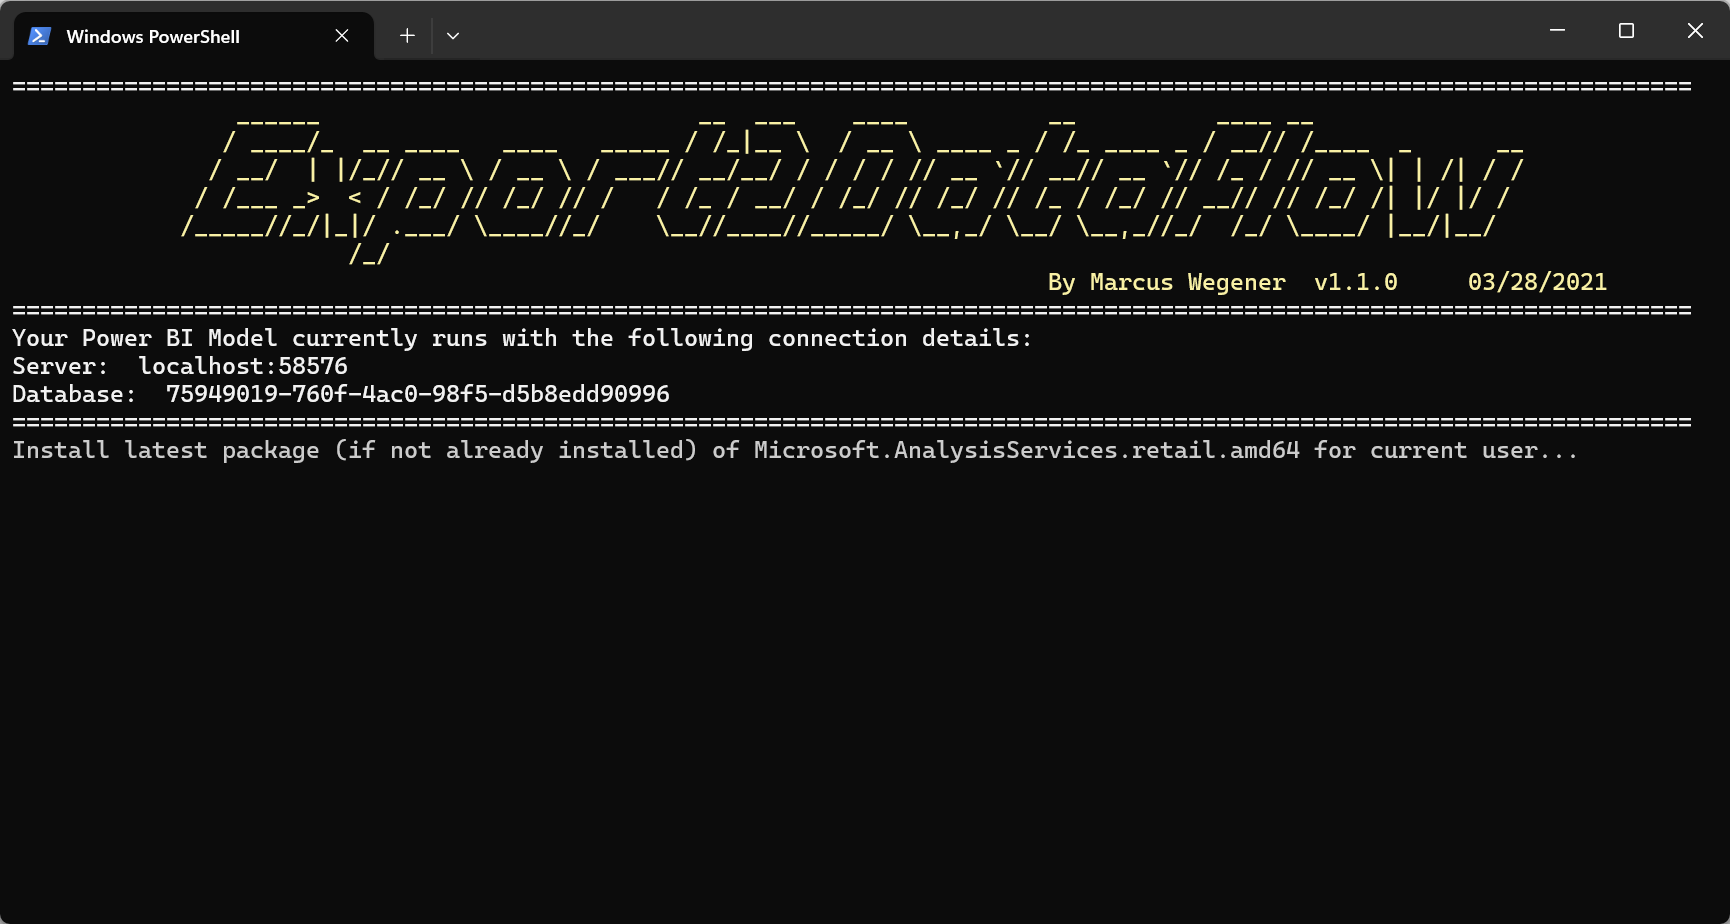 Windows PowerShell
Export2Dataflow
By Marcus Wegener v1.1.0 03/28/2021
Your Power BI Model currently runs with the following connection details:
Server: localhost:58576
Database: 75949019-760f-4ac0-98f5-d5b8edd90996
Install latest package (if not already installed) of Microsoft.AnalysisServices.retail.amd64 for current user...